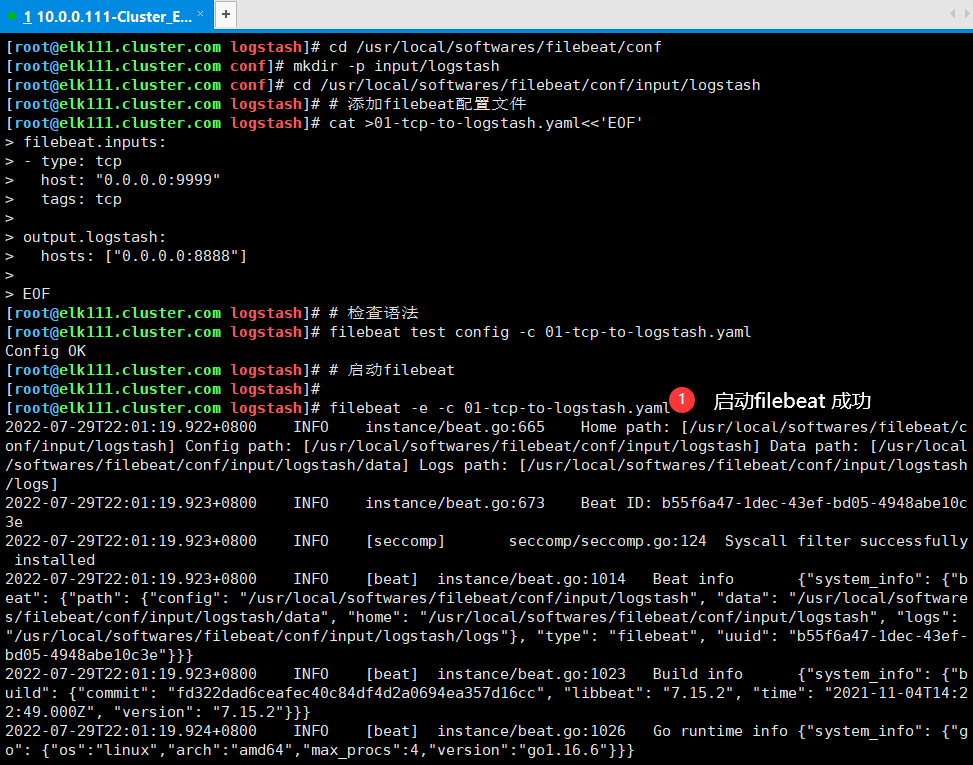 1 10.0.0.111-Cluster_E... × +
[root@elk111.cluster.com logstash]# cd /usr/local/softwares/filebeat/conf
[root@elk111.cluster.com conf]# mkdir -p input/logstash
[root@elk111.cluster.com conf]# cd /usr/local/softwares/filebeat/conf/input/logstash
[root@elk111.cluster.com logstash]# # 添加filebeat配置文件
[root@elk111.cluster.com logstash]# cat >01-tcp-to-logstash.yaml<<'EOF'
> filebeat.inputs:
> - type: tcp
>   host: "0.0.0.0:9999"
>   tags: tcp
>
> output.logstash:
>   hosts: ["0.0.0.0:8888"]
>
> EOF
[root@elk111.cluster.com logstash]# # 检查语法
[root@elk111.cluster.com logstash]# filebeat test config -c 01-tcp-to-logstash.yaml
Config OK
[root@elk111.cluster.com logstash]# # 启动filebeat
[root@elk111.cluster.com logstash]#
[root@elk111.cluster.com logstash]# filebeat -e -c 01-tcp-to-logstash.yaml 1 启动filebeat 成功
2022-07-29T22:01:19.922+0800    INFO    instance/beat.go:665    Home path: [/usr/local/softwares/filebeat/c
onf/input/logstash] Config path: [/usr/local/softwares/filebeat/conf/input/logstash] Data path: [/usr/local
/softwares/filebeat/conf/input/logstash/data] Logs path: [/usr/local/softwares/filebeat/conf/input/logstash
/logs]
2022-07-29T22:01:19.923+0800    INFO    instance/beat.go:673    Beat ID: b55f6a47-1dec-43ef-bd05-4948abe10c
3e
2022-07-29T22:01:19.923+0800    INFO    [seccomp]       seccomp/seccomp.go:124  Syscall filter successfully
 installed
2022-07-29T22:01:19.923+0800    INFO    [beat]  instance/beat.go:1014   Beat info       {"system_info": {"b
eat": {"path": {"config": "/usr/local/softwares/filebeat/conf/input/logstash", "data": "/usr/local/software
s/filebeat/conf/input/logstash/data", "home": "/usr/local/softwares/filebeat/conf/input/logstash", "logs":
"/usr/local/softwares/filebeat/conf/input/logstash/logs"}, "type": "filebeat", "uuid": "b55f6a47-1dec-43ef-
bd05-4948abe10c3e"}}}
2022-07-29T22:01:19.923+0800    INFO    [beat]  instance/beat.go:1023   Build info      {"system_info": {"b
uild": {"commit": "fd322dad6ceafec40c84df4d2a0694ea357d16cc", "libbeat": "7.15.2", "time": "2021-11-04T14:2
2:49.000Z", "version": "7.15.2"}}}
2022-07-29T22:01:19.924+0800    INFO    [beat]  instance/beat.go:1026   Go runtime info {"system_info": {"g
o": {"os":"linux","arch":"amd64","max_procs":4,"version":"go1.16.6"}}}